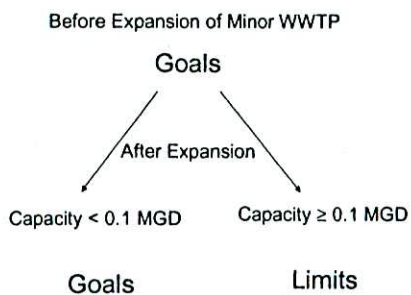 Before Expansion of Minor WWTP
Goals
After Expansion
Capacity < 0.1 MGD
Capacity ≥ 0.1 MGD
Goals
Limits